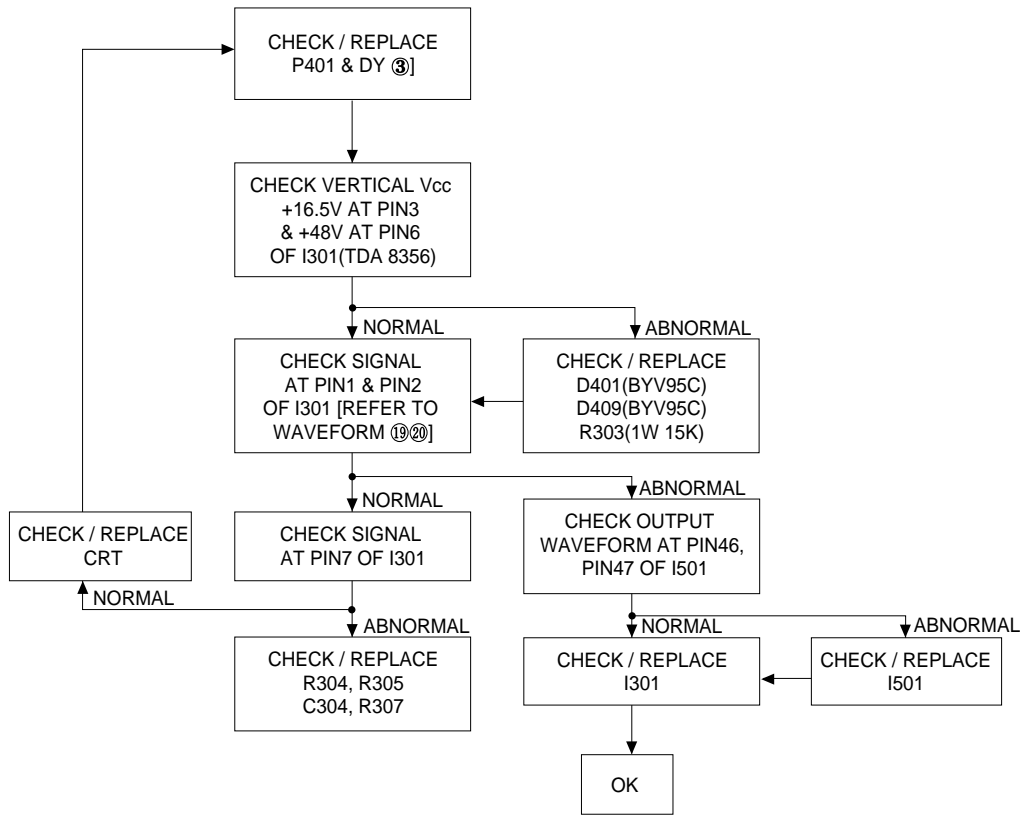 CHECK / REPLACE
P401 & DY ③]
CHECK VERTICAL Vcc
+16.5V AT PIN3
& +48V AT PIN6
OF I301(TDA 8356)
NORMAL
ABNORMAL
CHECK SIGNAL
AT PIN1 & PIN2
OF I301 [REFER TO
WAVEFORM ⑲⑳]
CHECK / REPLACE
D401(BYV95C)
D409(BYV95C)
R303(1W 15K)
NORMAL
ABNORMAL
CHECK / REPLACE
CRT
CHECK SIGNAL
AT PIN7 OF I301
CHECK OUTPUT
WAVEFORM AT PIN46,
PIN47 OF I501
NORMAL
ABNORMAL
NORMAL
ABNORMAL
CHECK / REPLACE
R304, R305
C304, R307
CHECK / REPLACE
I301
CHECK / REPLACE
I501
OK